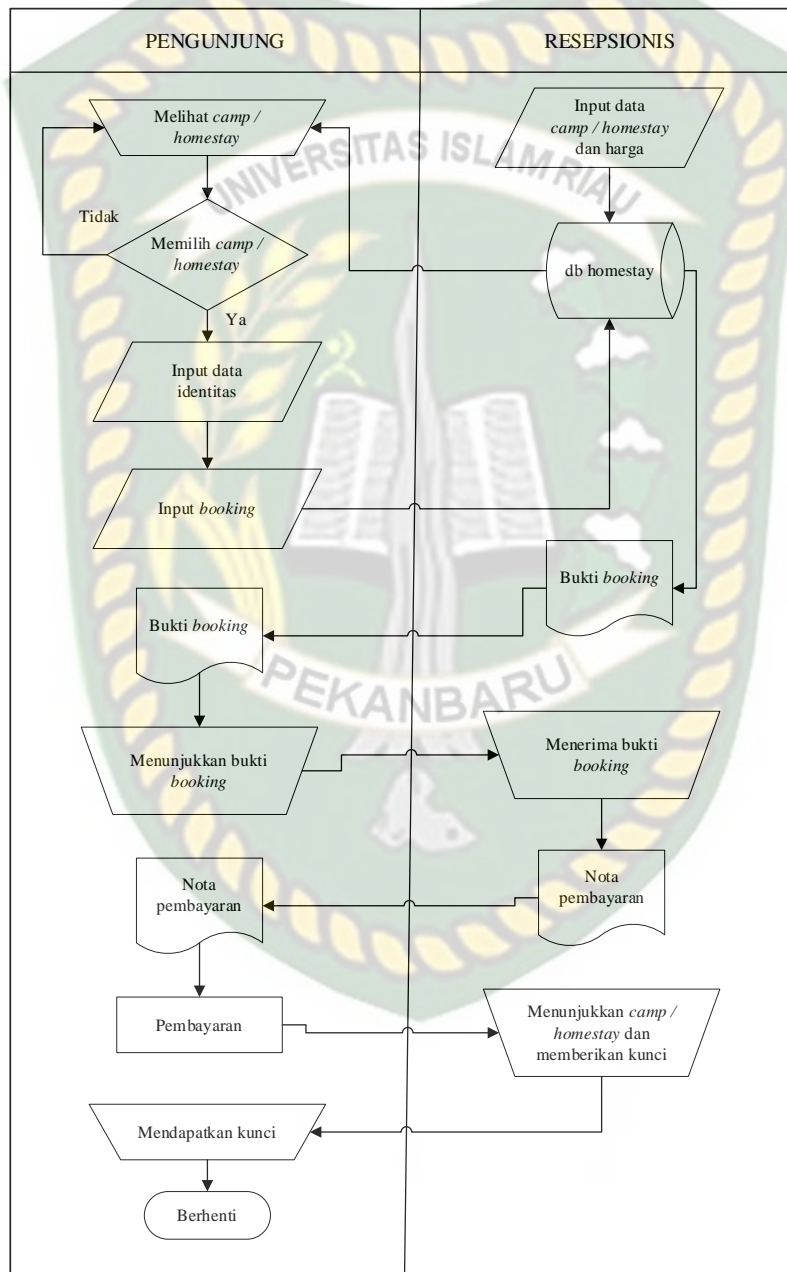 PENGUNJUNG
RESEPSIONIS
Melihat camp /
homestay
Input data
camp / homestay
dan harga
UNIVERSITAS ISLAM RIAU
Tidak
Memilih camp /
homestay
db homestay
Ya
Input data
identitas
Input booking
Bukti booking
Bukti booking
PEKANBARU
Menunjukkan bukti
booking
Menerima bukti
booking
Nota
pembayaran
Nota
pembayaran
Pembayaran
Menunjukkan camp /
homestay dan
memberikan kunci
Mendapatkan kunci
Berhenti